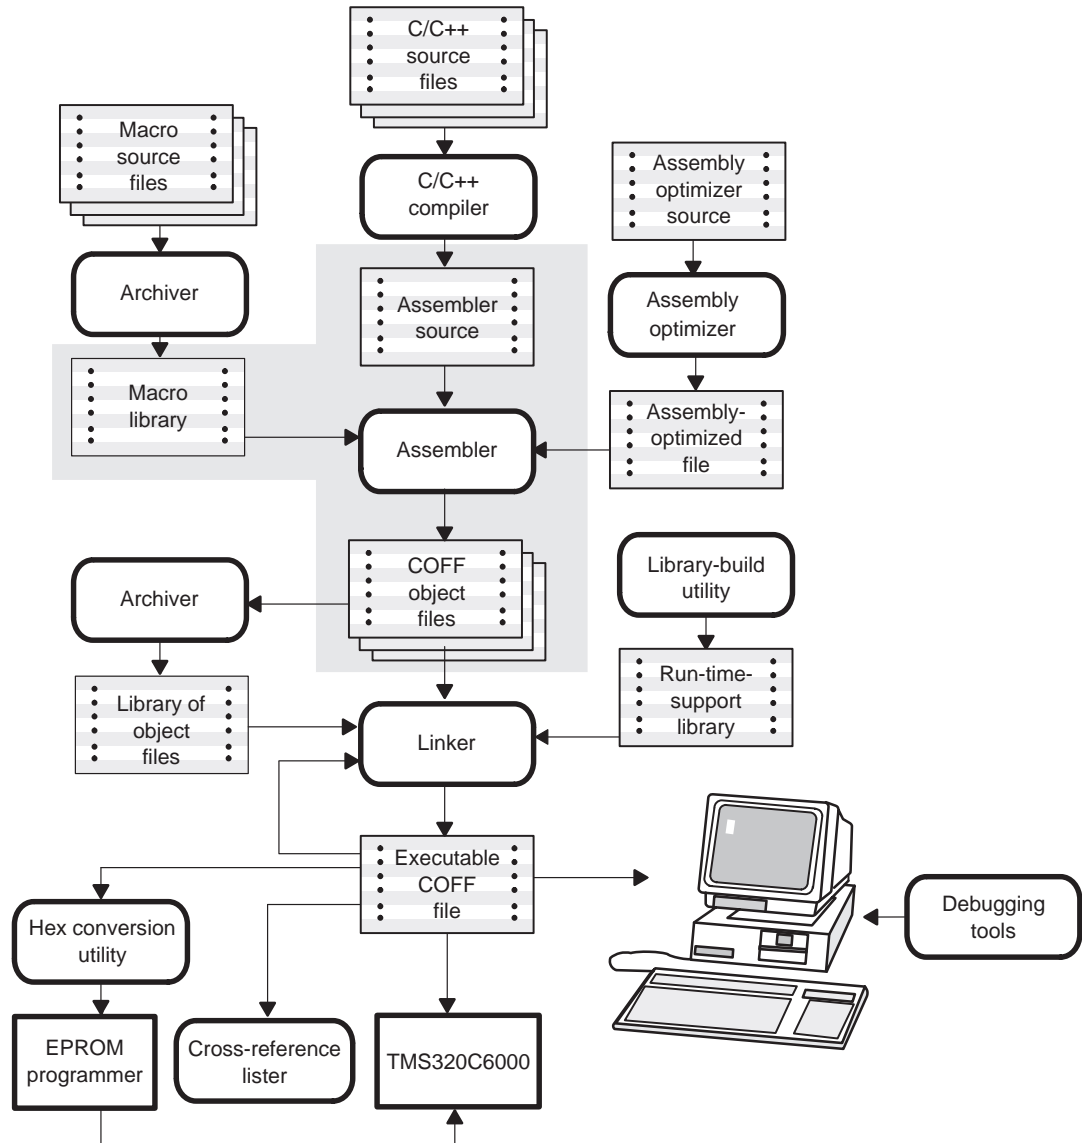 C/C++
source
files
Macro
source
files
C/C++
compiler
Assembly
optimizer
source
Archiver
Assembler
source
Assembly
optimizer
Macro
library
Assembler
Assembly-
optimized
file
Archiver
COFF
object
files
Library-build
utility
Library of
object
files
Linker
Run-time-
support
library
Executable
COFF
file
Debugging
tools
Hex conversion
utility
EPROM
programmer
Cross-reference
lister
TMS320C6000